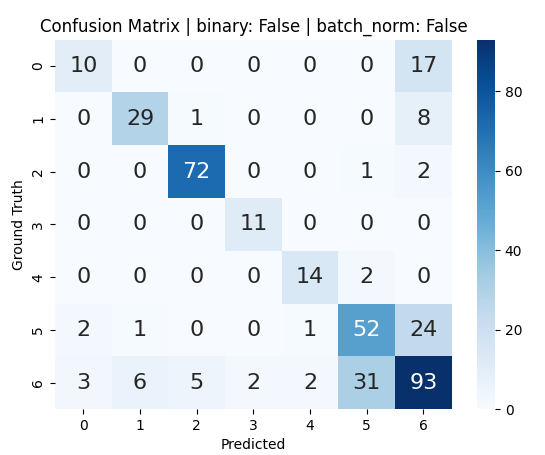 Confusion Matrix | binary: False | batch_norm: False
0 10 0 0 0 0 0 17
1 0 29 1 0 0 0 8
2 0 0 72 0 0 1 2
3 0 0 0 11 0 0 0
4 0 0 0 0 14 2 0
5 2 1 0 0 1 52 24
6 3 6 5 2 2 31 93
0 1 2 3 4 5 6
Predicted
Ground Truth
80
60
40
20
0